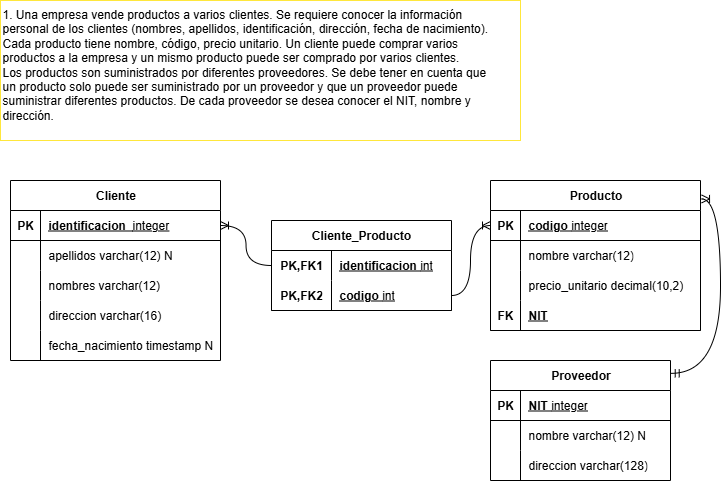 1. Una empresa vende productos a varios clientes. Se requiere conocer la información
personal de los clientes (nombres, apellidos, identificación, dirección, fecha de nacimiento).
Cada producto tiene nombre, código, precio unitario. Un cliente puede comprar varios
productos a la empresa y un mismo producto puede ser comprado por varios clientes.
Los productos son suministrados por diferentes proveedores. Se debe tener en cuenta que
un producto solo puede ser suministrado por un proveedor y que un proveedor puede
suministrar diferentes productos. De cada proveedor se desea conocer el NIT, nombre y
dirección.
Cliente
PK identificacion integer
apellidos varchar(12) N
nombres varchar(12)
direccion varchar(16)
fecha_nacimiento timestamp N
Cliente_Producto
PK,FK1 identificacion int
PK,FK2 codigo int
Producto
PK codigo integer
nombre varchar(12)
precio_unitario decimal(10,2)
FK NIT
Proveedor
PK NIT integer
nombre varchar(12) N
direccion varchar(128)